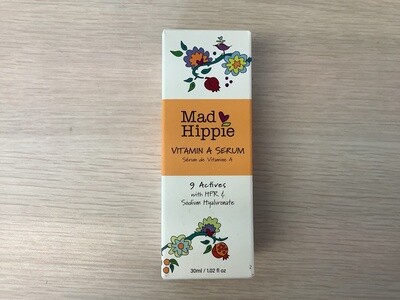 Mad
Hippie
VITAMIN A SERUM
Sérum de Vitamine A
9 Actives
with HPR &
Sodium Hyaluronate
30ml / 1.02 fl oz